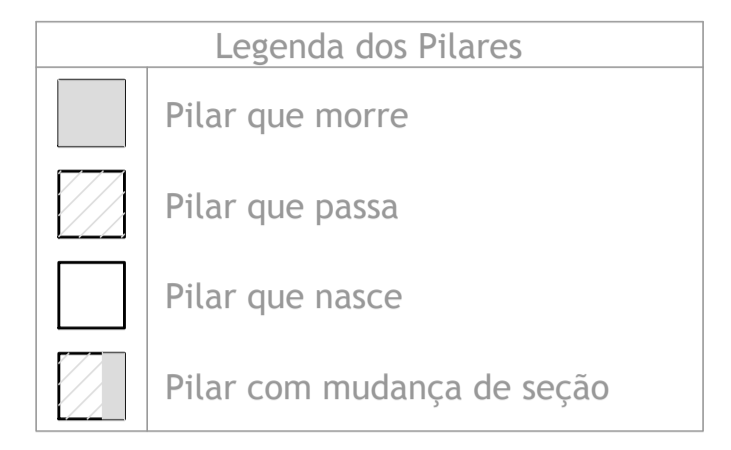 Legenda dos Pilares
Pilar que morre
Pilar que passa
Pilar que nasce
Pilar com mudança de seção